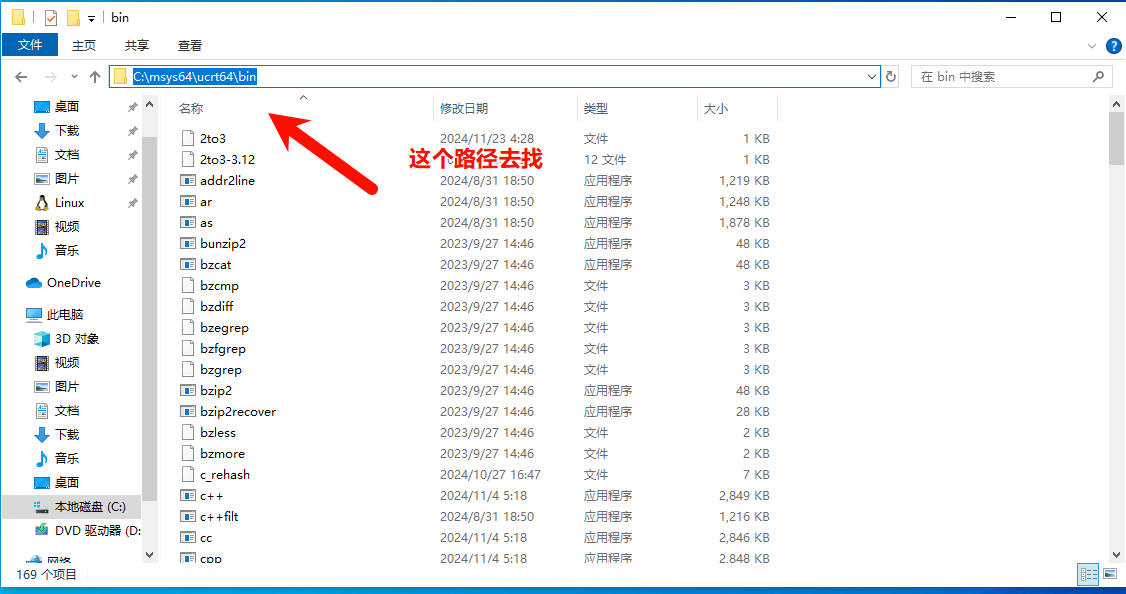 bin
文件 主页 共享 查看
C:\msys64\ucrt64\bin 在 bin 中搜索
桌面
下载
文档
图片
Linux
视频
音乐
OneDrive
此电脑
3D 对象
视频
图片
文档
下载
音乐
桌面
本地磁盘 (C:)
DVD 驱动器 (D:
网络
名称 修改日期 类型 大小
2to3 2024/11/23 4:28 文件 1 KB
2to3-3.12 12 文件 1 KB
这个路径去找
addr2line 2024/8/31 18:50 应用程序 1,219 KB
ar 2024/8/31 18:50 应用程序 1,248 KB
as 2024/8/31 18:50 应用程序 1,878 KB
bunzip2 2023/9/27 14:46 应用程序 48 KB
bzcat 2023/9/27 14:46 应用程序 48 KB
bzcmp 2023/9/27 14:46 文件 3 KB
bzdiff 2023/9/27 14:46 文件 3 KB
bzegrep 2023/9/27 14:46 文件 3 KB
bzfgrep 2023/9/27 14:46 文件 3 KB
bzgrep 2023/9/27 14:46 文件 3 KB
bzip2 2023/9/27 14:46 应用程序 48 KB
bzip2recover 2023/9/27 14:46 应用程序 28 KB
bzless 2023/9/27 14:46 文件 2 KB
bzmore 2023/9/27 14:46 文件 2 KB
c_rehash 2024/10/27 16:47 文件 7 KB
c++ 2024/11/4 5:18 应用程序 2,849 KB
c++filt 2024/8/31 18:50 应用程序 1,216 KB
cc 2024/11/4 5:18 应用程序 2,846 KB
cpp 2024/11/4 5:18 应用程序 2,848 KB
169 个项目